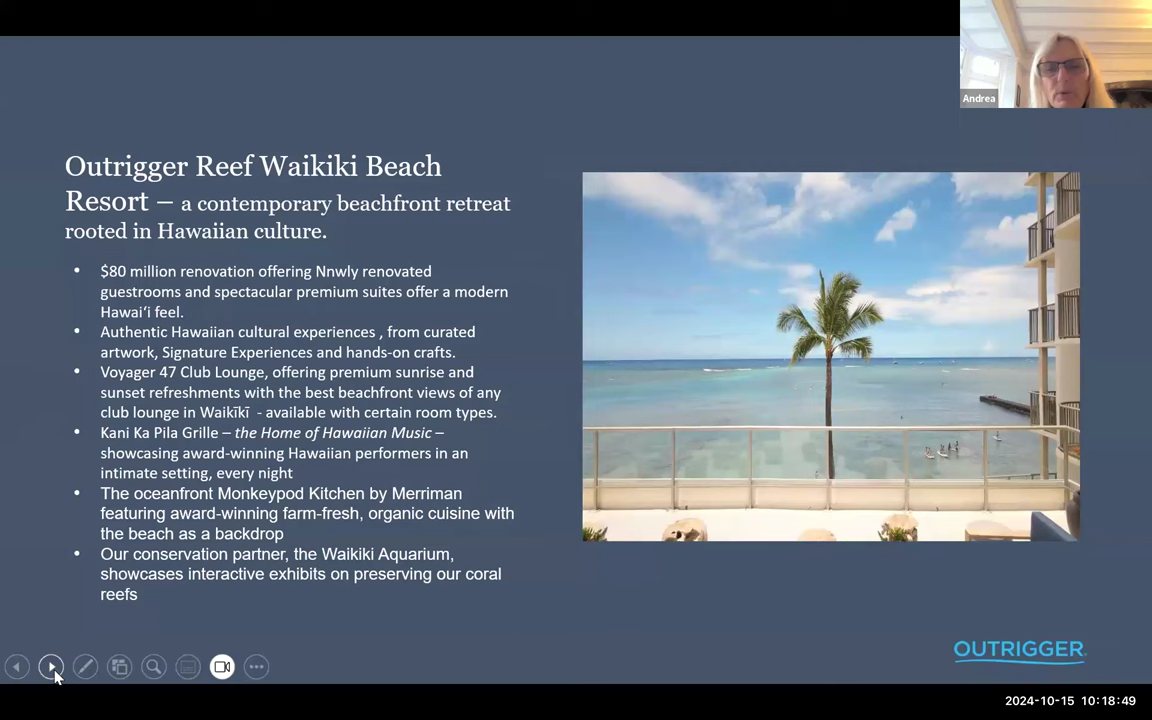 Andrea
Outrigger Reef Waikiki Beach
Resort – a contemporary beachfront retreat
rooted in Hawaiian culture.
• $80 million renovation offering Nnwly renovated
guestrooms and spectacular premium suites offer a modern
Hawaiʻi feel.
• Authentic Hawaiian cultural experiences , from curated
artwork, Signature Experiences and hands-on crafts.
• Voyager 47 Club Lounge, offering premium sunrise and
sunset refreshments with the best beachfront views of any
club lounge in Waikīkī - available with certain room types.
• Kani Ka Pila Grille – the Home of Hawaiian Music –
showcasing award-winning Hawaiian performers in an
intimate setting, every night
• The oceanfront Monkeypod Kitchen by Merriman
featuring award-winning farm-fresh, organic cuisine with
the beach as a backdrop
• Our conservation partner, the Waikiki Aquarium,
showcases interactive exhibits on preserving our coral
reefs
OUTRIGGER.
2024-10-15 10:18:49